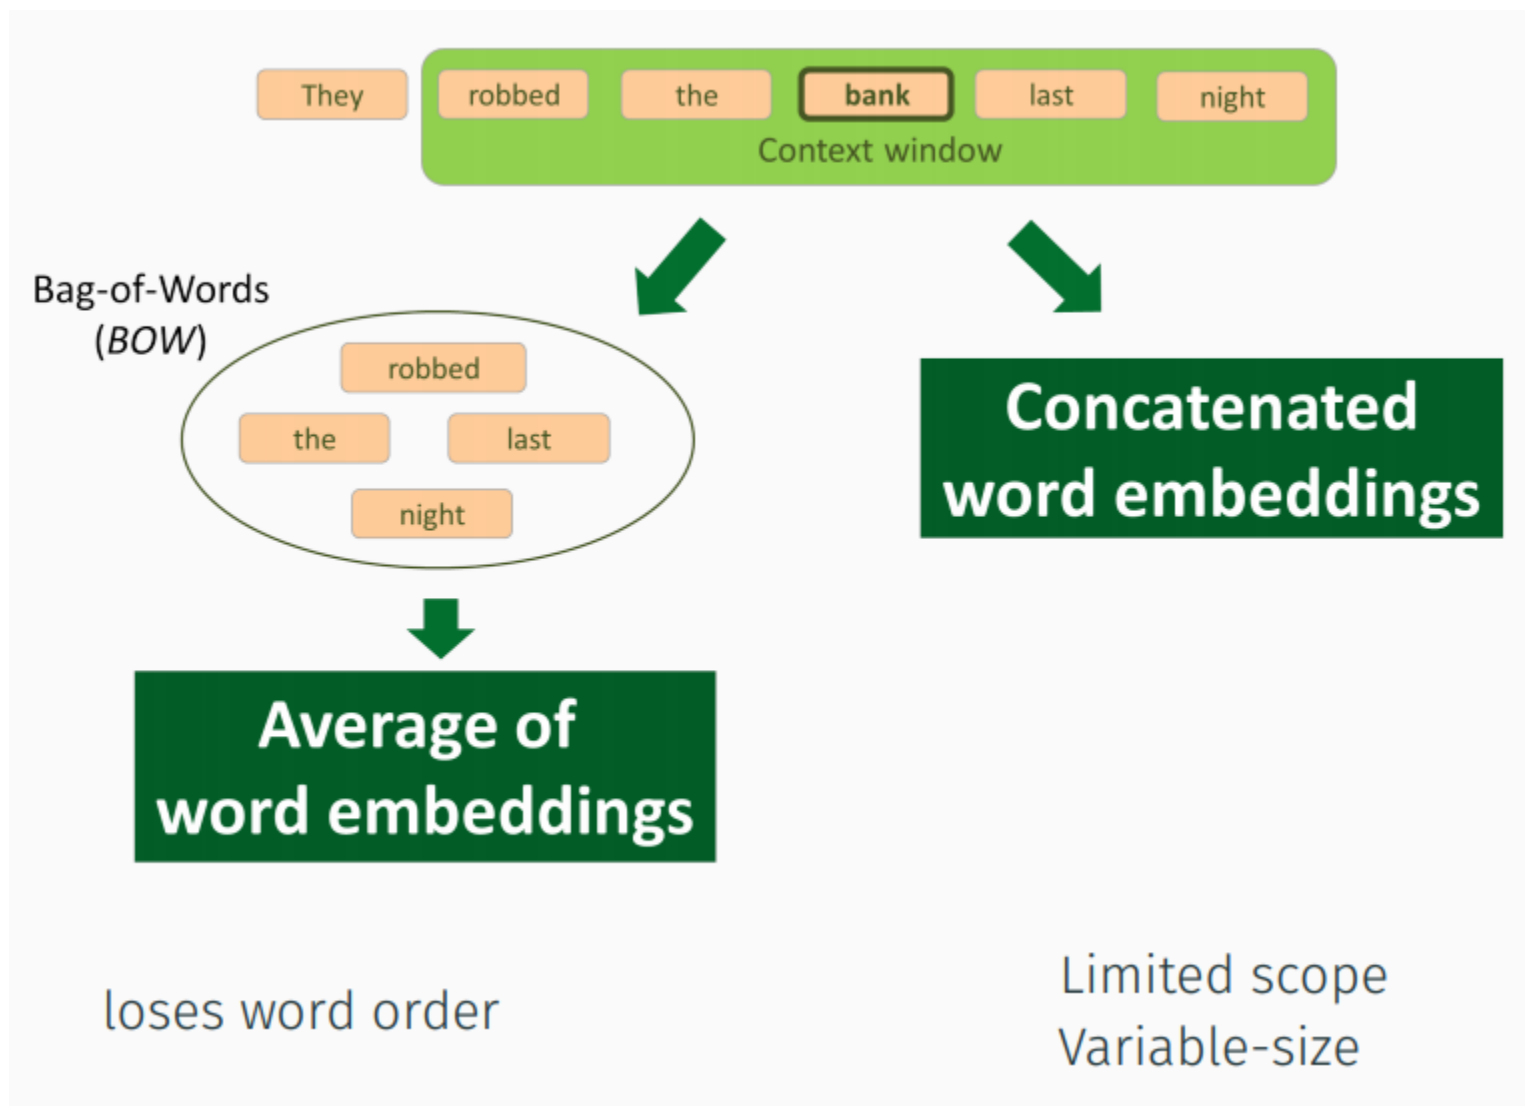 They robbed the bank last night
Context window
Bag-of-Words
(BOW)
robbed
the last
night
Concatenated
word embeddings
Average of
word embeddings
loses word order
Limited scope
Variable-size